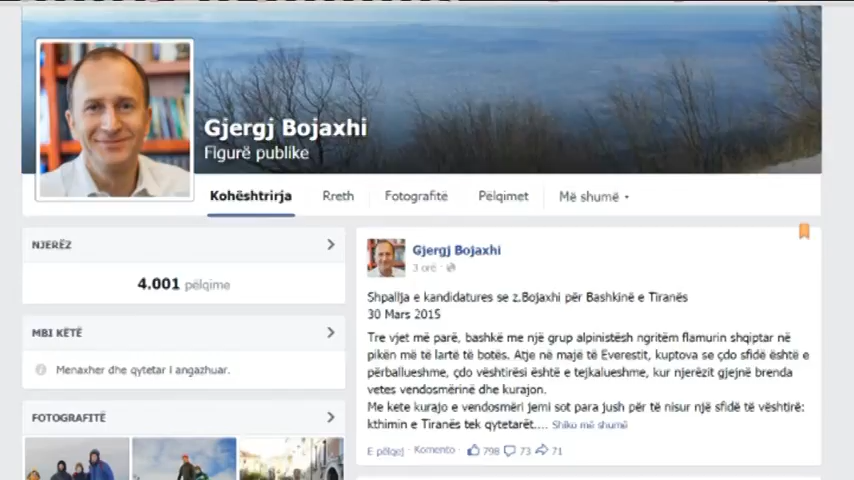 Gjergj Bojaxhi
Figurë publike
Kohështrirja Rreth Fotografitë Pëlqimet Më shumë
NJERËZ
4.001 pëlqime
MBI KËTË
Menaxher dhe qytetar i angazhuar.
FOTOGRAFITË
Gjergj Bojaxhi
3 orë
Shpallja e kandidatures se z.Bojaxhi për Bashkinë e Tiranës
30 Mars 2015
Tre vjet më parë, bashkë me një grup alpinistësh ngritëm flamurin shqiptar në
pikën më të lartë të botës. Atje në majë të Everestit, kuptova se çdo sfidë është e
përballueshme, çdo vështirësi është e tejkalueshme, kur njerëzit gjejnë brenda
vetes vendosmërinë dhe kurajon.
Me kete kurajo e vendosmëri jemi sot para jush për të nisur një sfidë të vështirë:
kthimin e Tiranës tek qytetarët.... Shiko më shumë
E pëlqej · Komento · 798 73 71